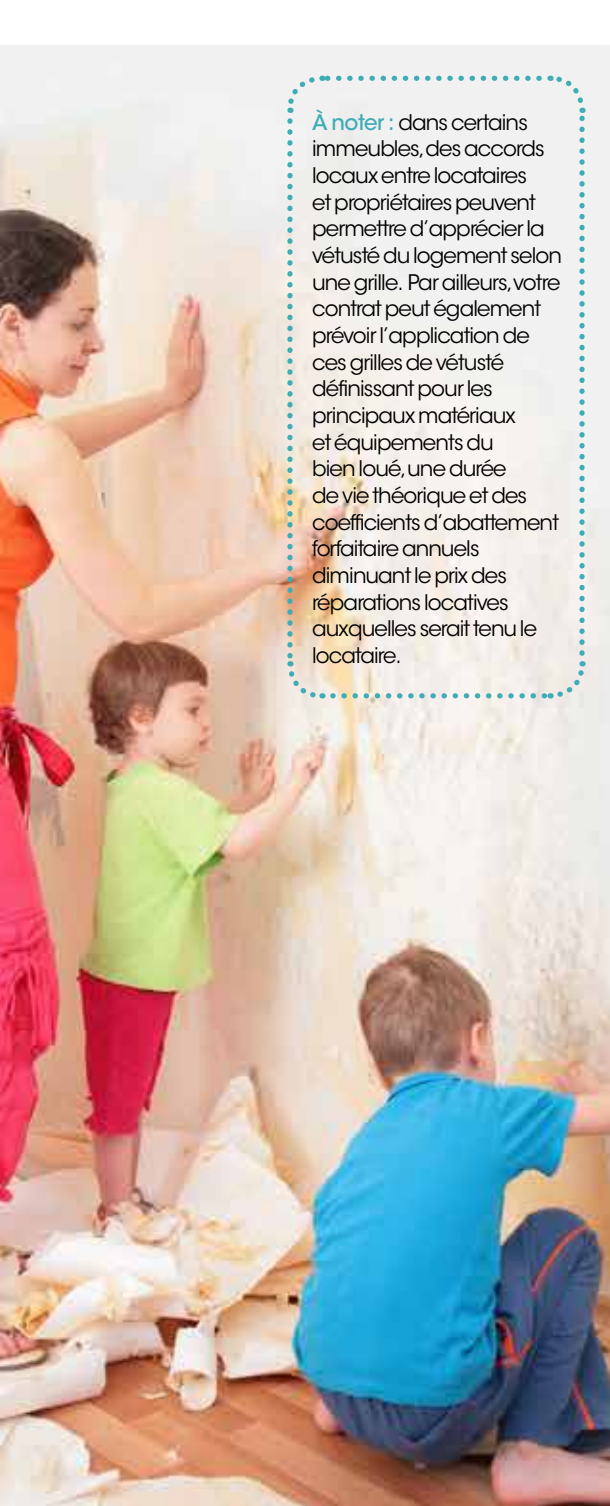 À noter : dans certains
immeubles, des accords
locaux entre locataires
et propriétaires peuvent
permettre d'apprécier la
vétusté du logement selon
une grille. Par ailleurs, votre
contrat peut également
prévoir l'application de
ces grilles de vétusté
définissant pour les
principaux matériaux
et équipements du
bien loué, une durée
de vie théorique et des
coefficients d'abattement
forfaitaire annuels
diminuant le prix des
réparations locatives
auxquelles serait tenu le
locataire.